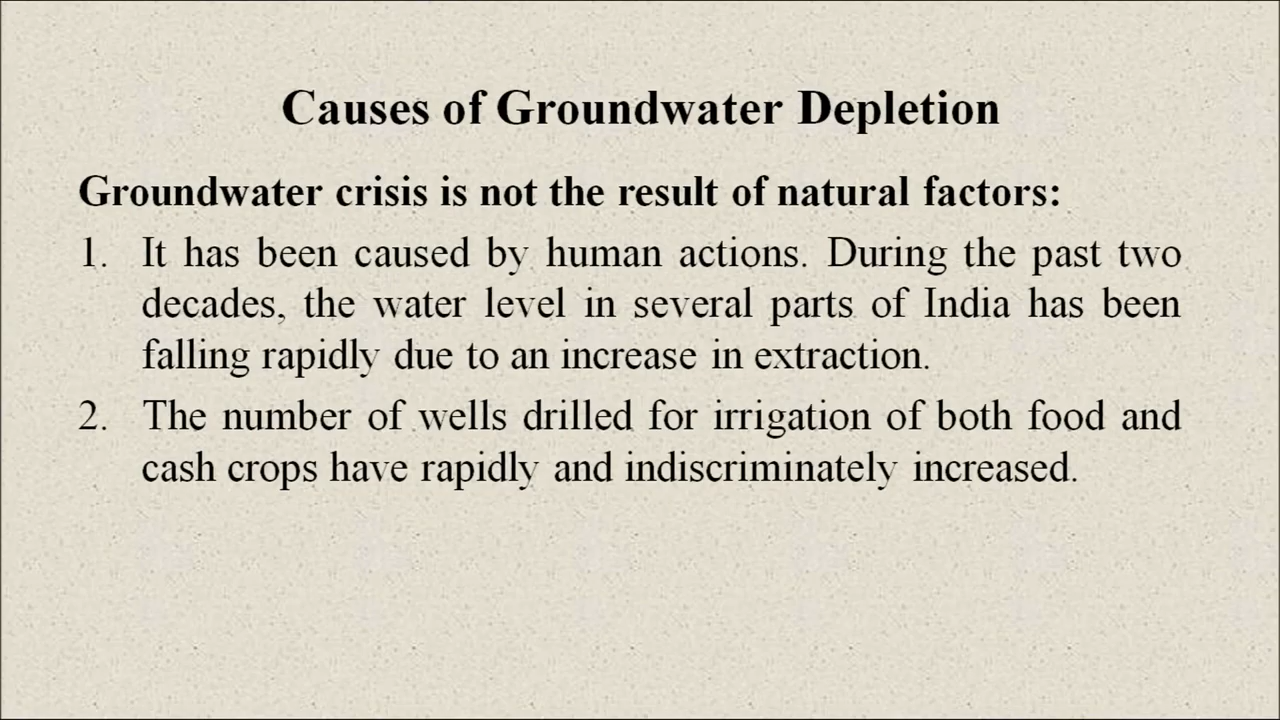 Causes of Groundwater Depletion
Groundwater crisis is not the result of natural factors:
1. It has been caused by human actions. During the past two
decades, the water level in several parts of India has been
falling rapidly due to an increase in extraction.
2. The number of wells drilled for irrigation of both food and
cash crops have rapidly and indiscriminately increased.